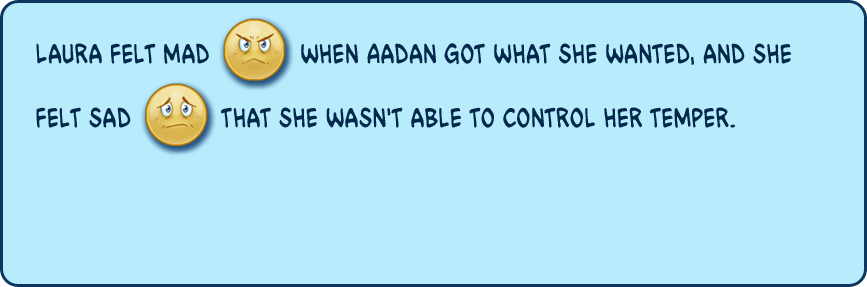 LAURA FELT MAD WHEN AADAN GOT WHAT SHE WANTED, AND SHE
FELT SAD THAT SHE WASN'T ABLE TO CONTROL HER TEMPER.